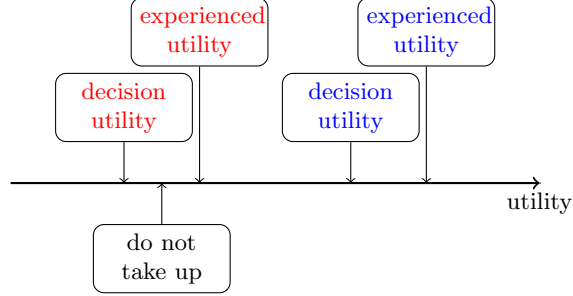 experienced
utility
experienced
utility
decision
utility
decision
utility
utility
do not
take up